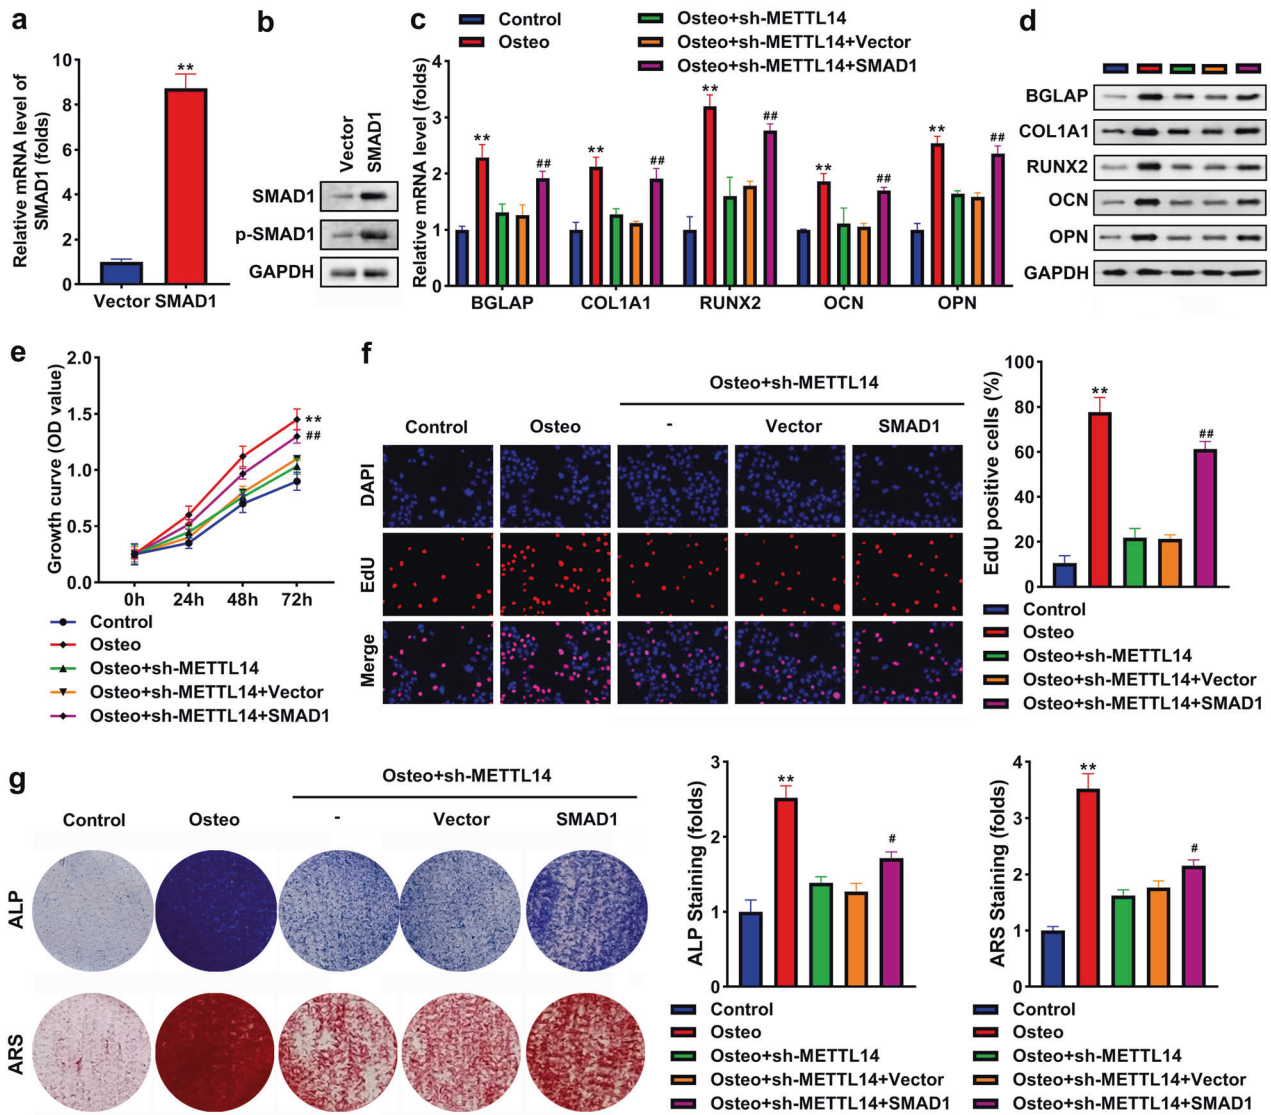 a
Relative mRNA level of
SMAD1 (folds)
10
8
6
4
2
0
**
Vector SMAD1
b
Vector
SMAD1
SMAD1
p-SMAD1
GAPDH
c
Control
Osteo
Osteo+sh-METTL14
Osteo+sh-METTL14+Vector
Osteo+sh-METTL14+SMAD1
Relative mRNA level (folds)
4
3
2
1
0
** ## ** ## ** ## ** ## ** ##
BGLAP COL1A1 RUNX2 OCN OPN
d
BGLAP
COL1A1
RUNX2
OCN
OPN
GAPDH
e
Growth curve (OD value)
2.0
1.5
1.0
0.5
0.0
**
##
0h 24h 48h 72h
Control
Osteo
Osteo+sh-METTL14
Osteo+sh-METTL14+Vector
Osteo+sh-METTL14+SMAD1
f
Osteo+sh-METTL14
Control Osteo - Vector SMAD1
DAPI
EdU
Merge
EdU positive cells (%)
100
80
60
40
20
0
**
##
Control
Osteo
Osteo+sh-METTL14
Osteo+sh-METTL14+Vector
Osteo+sh-METTL14+SMAD1
g
Osteo+sh-METTL14
Control Osteo - Vector SMAD1
ALP
ARS
ALP Staining (folds)
3
2
1
0
**
#
Control
Osteo
Osteo+sh-METTL14
Osteo+sh-METTL14+Vector
Osteo+sh-METTL14+SMAD1
ARS Staining (folds)
4
3
2
1
0
**
#
Control
Osteo
Osteo+sh-METTL14
Osteo+sh-METTL14+Vector
Osteo+sh-METTL14+SMAD1